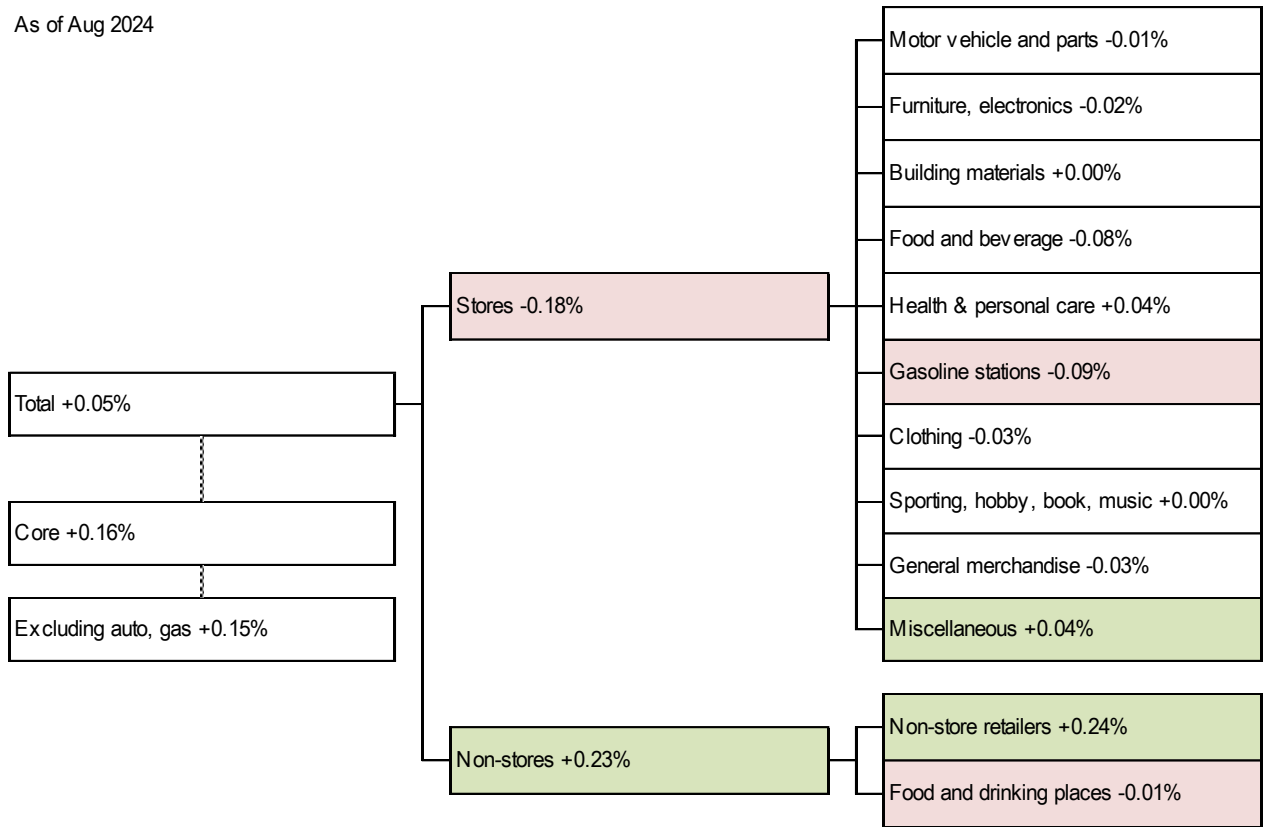 As of Aug 2024
Total +0.05%
Core +0.16%
Excluding auto, gas +0.15%
Stores -0.18%
Non-stores +0.23%
Motor vehicle and parts -0.01%
Furniture, electronics -0.02%
Building materials +0.00%
Food and beverage -0.08%
Health & personal care +0.04%
Gasoline stations -0.09%
Clothing -0.03%
Sporting, hobby, book, music +0.00%
General merchandise -0.03%
Miscellaneous +0.04%
Non-store retailers +0.24%
Food and drinking places -0.01%